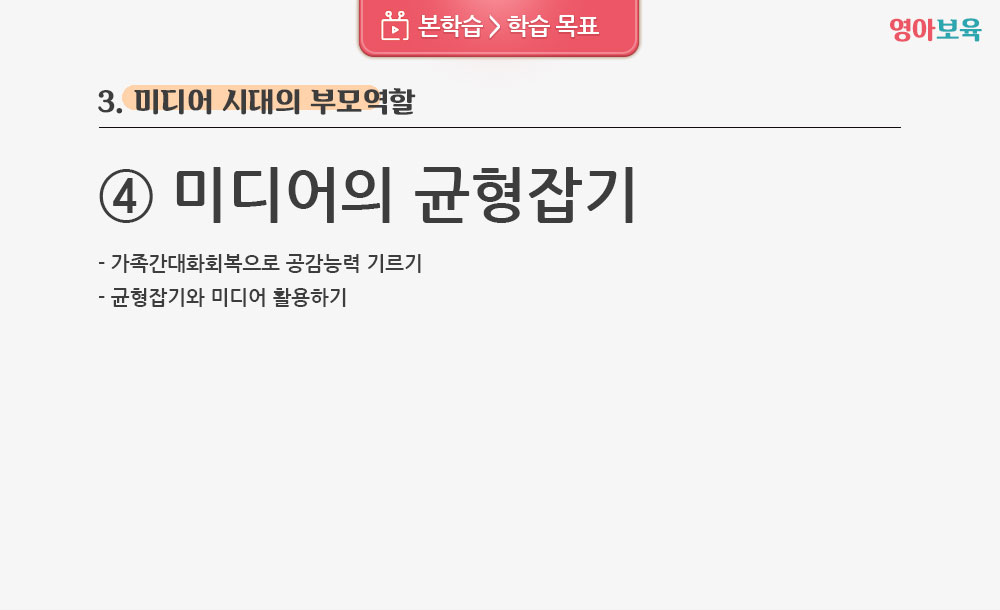 본학습 > 학습 목표
영아보육
3. 미디어 시대의 부모역할
④ 미디어의 균형잡기
- 가족간대화회복으로 공감능력 기르기
- 균형잡기와 미디어 활용하기